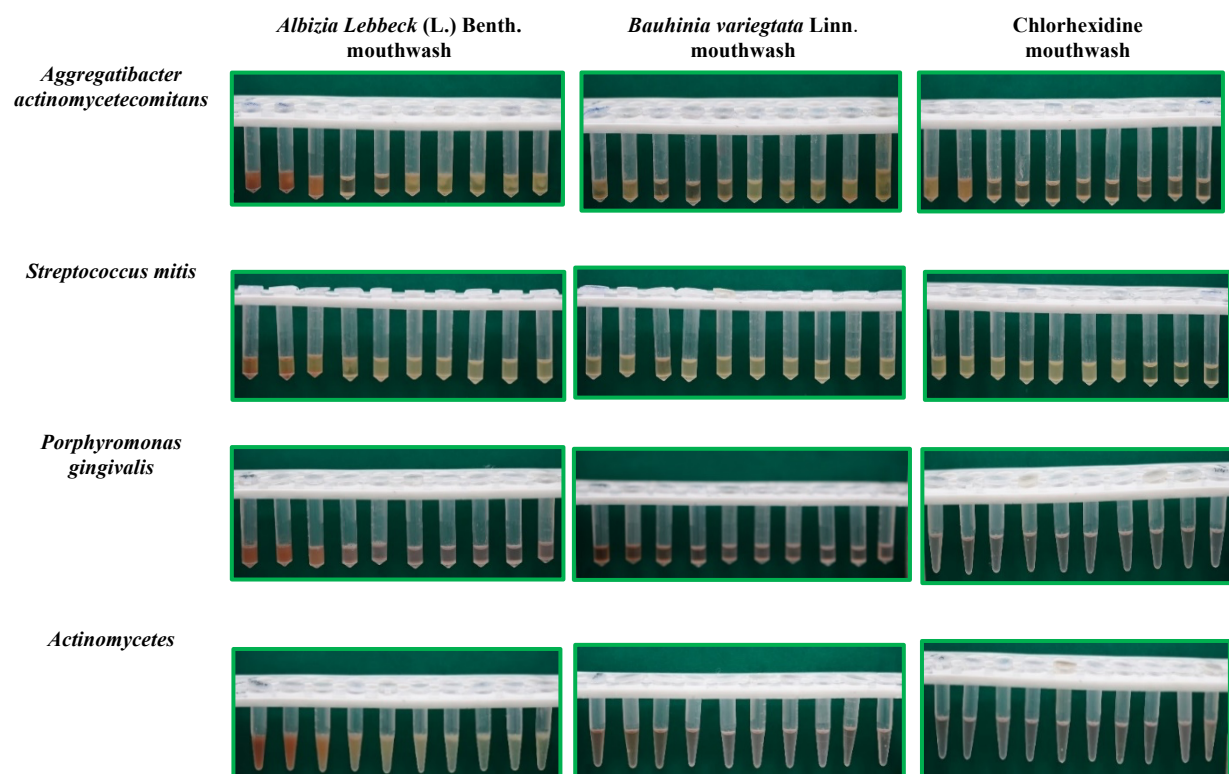 Albizia Lebbeck (L.) Benth.
mouthwash
Bauhinia variegtata Linn.
mouthwash
Chlorhexidine
mouthwash
Aggregatibacter
actinomycetecomitans
Streptococcus mitis
Porphyromonas
gingivalis
Actinomycetes